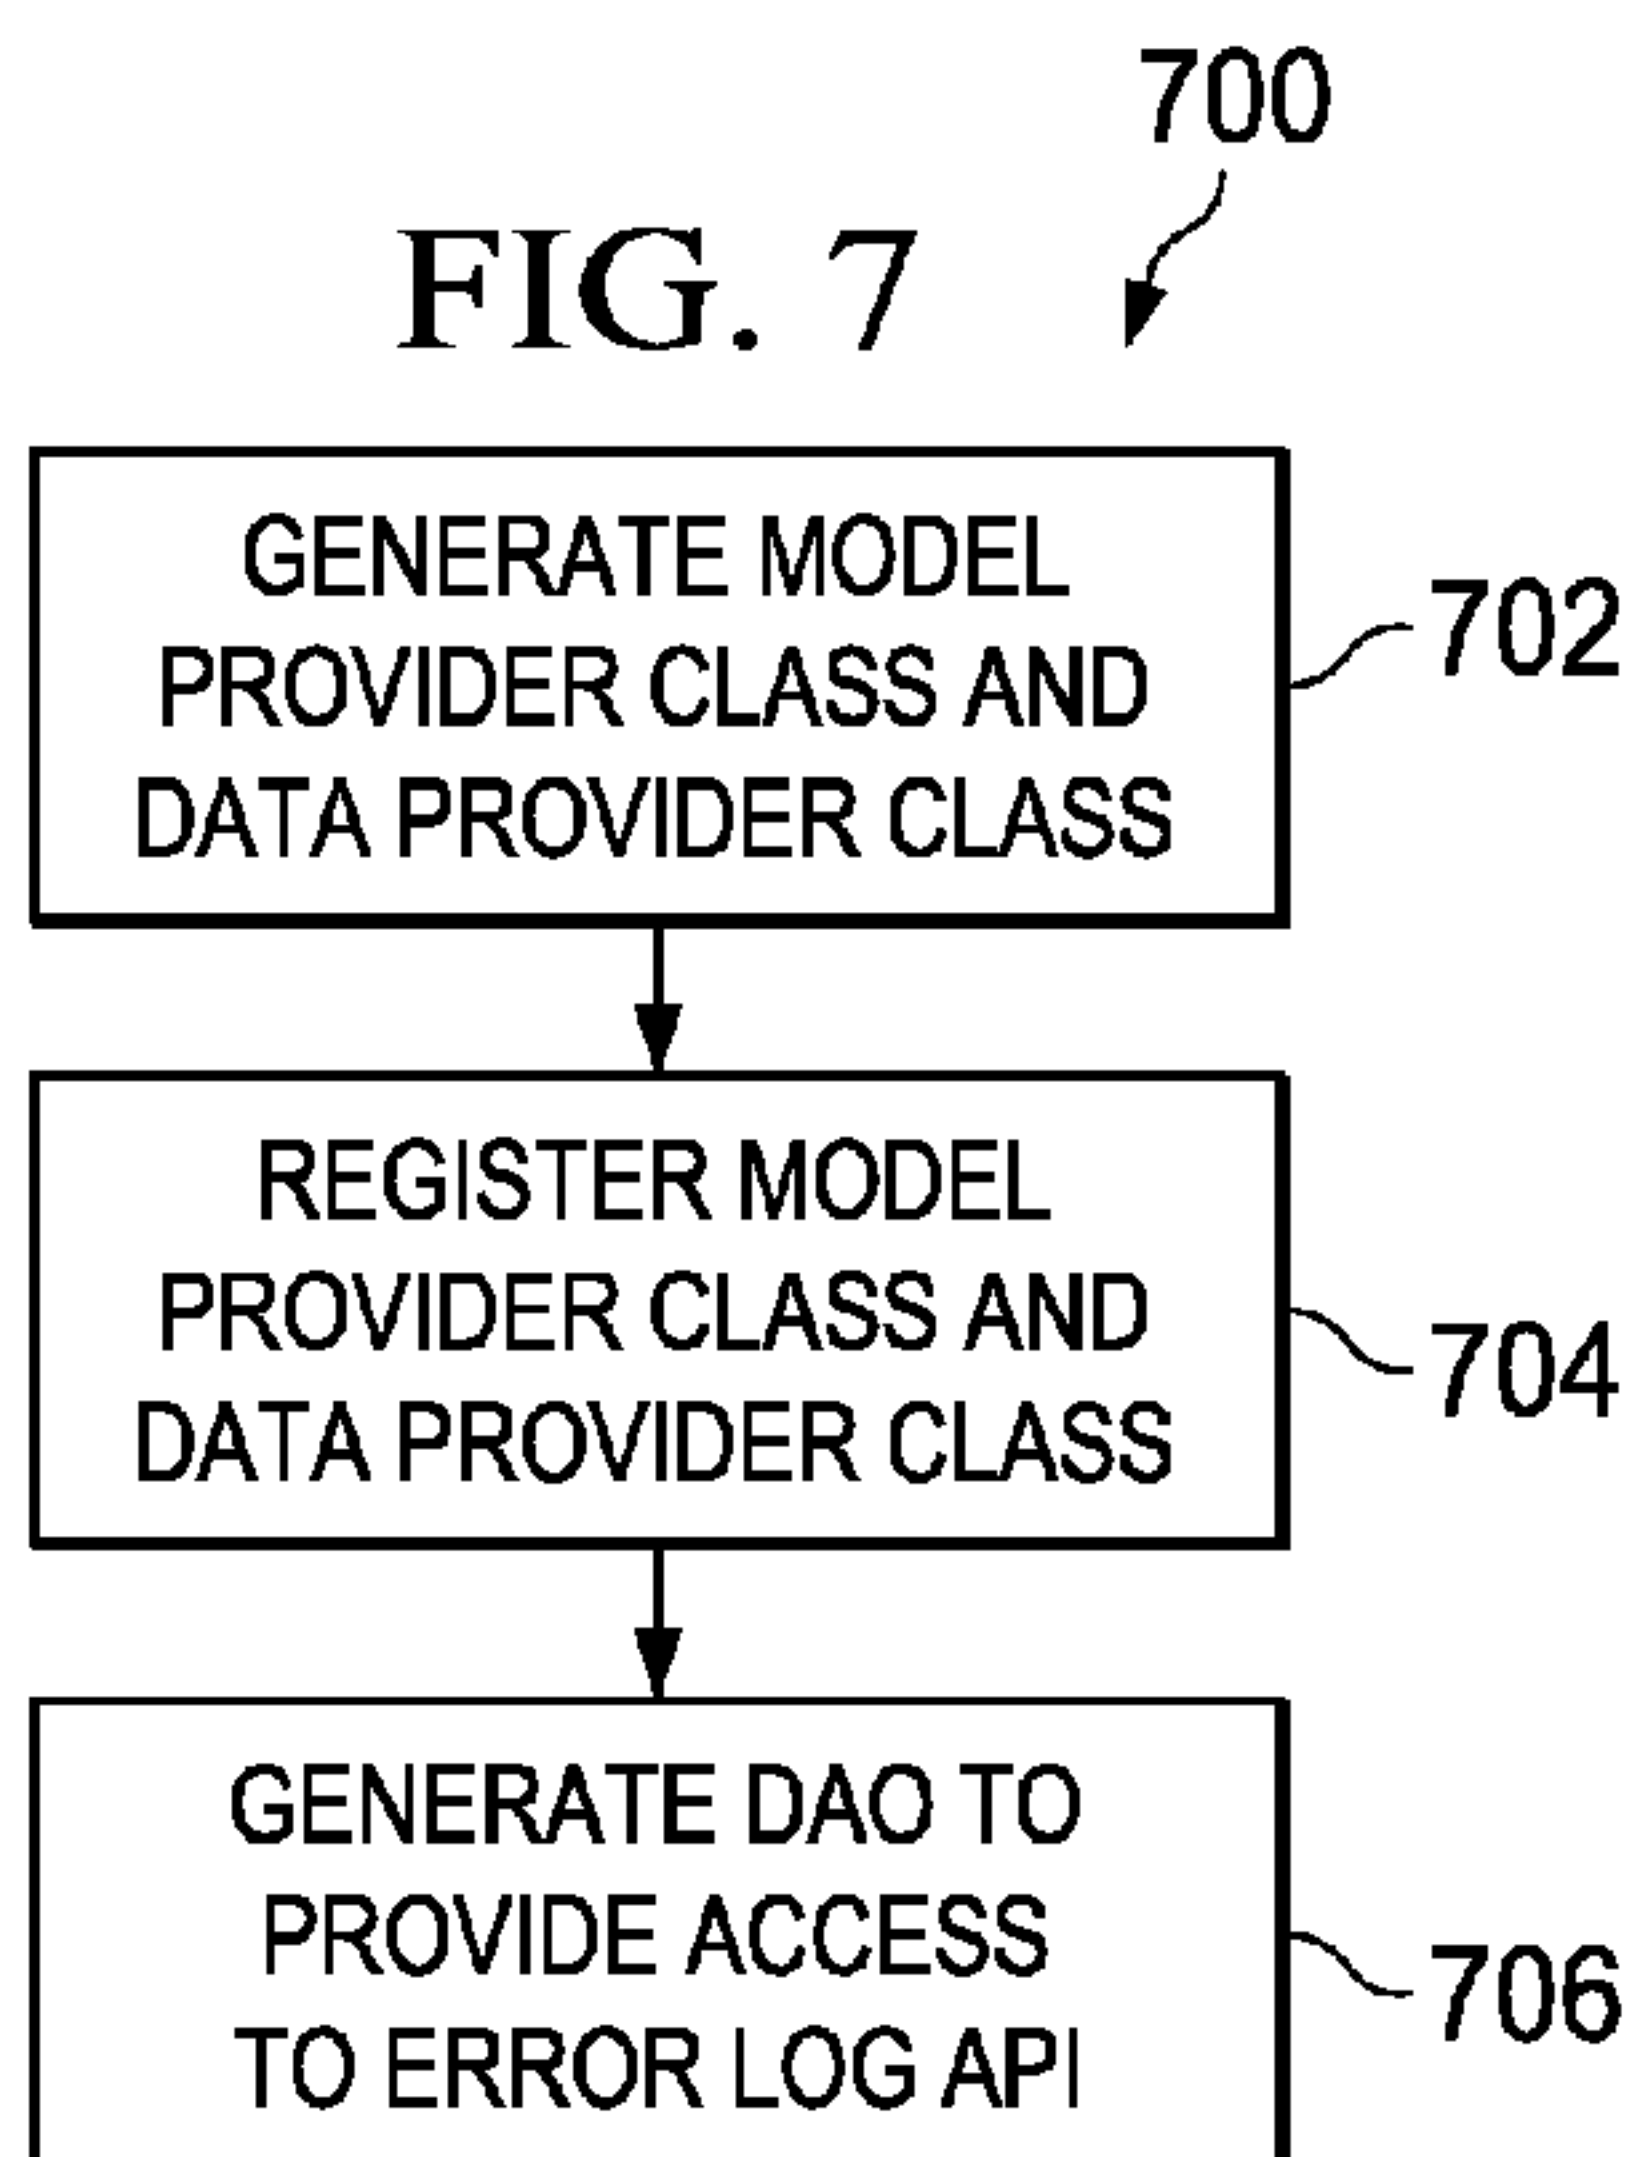 700
FIG. 7
GENERATE MODEL
PROVIDER CLASS AND
DATA PROVIDER CLASS
702
REGISTER MODEL
PROVIDER CLASS AND
DATA PROVIDER CLASS
704
GENERATE DAO TO
PROVIDE ACCESS
TO ERROR LOG API
706